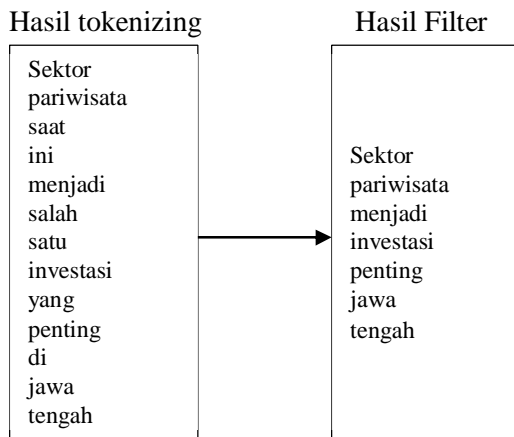 Hasil tokenizing
Sektor
pariwisata
saat
ini
menjadi
salah
satu
investasi
yang
penting
di
jawa
tengah
Hasil Filter
Sektor
pariwisata
menjadi
investasi
penting
jawa
tengah